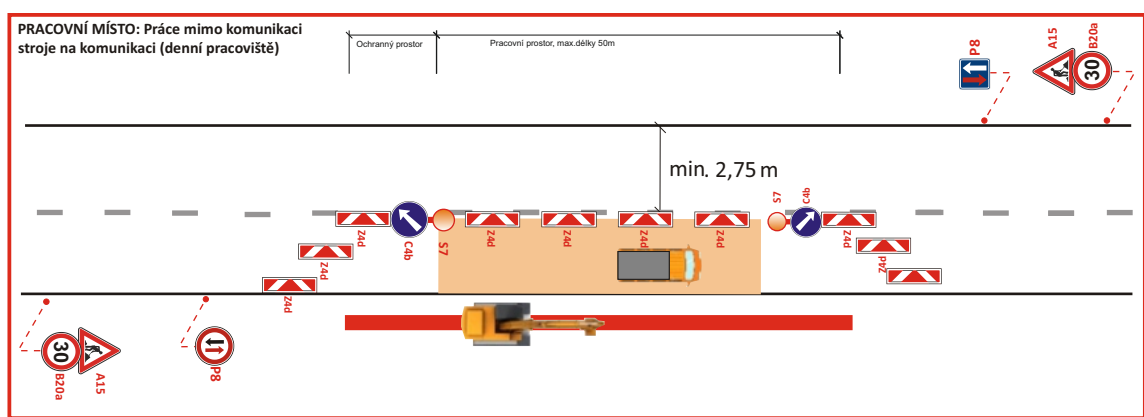 PRACOVNÍ MÍSTO: Práce mimo komunikaci
stroje na komunikaci (denní pracoviště)
Ochranný prostor
Pracovní prostor, max.délky 50m
P8
A15
B20a
30
min. 2,75 m
Z4d
C4b
S7
Z4d
Z4d
Z4d
Z4d
S7
C4b
Z4d
Z4d
Z4d
Z4d
30
B20a
A15
P8